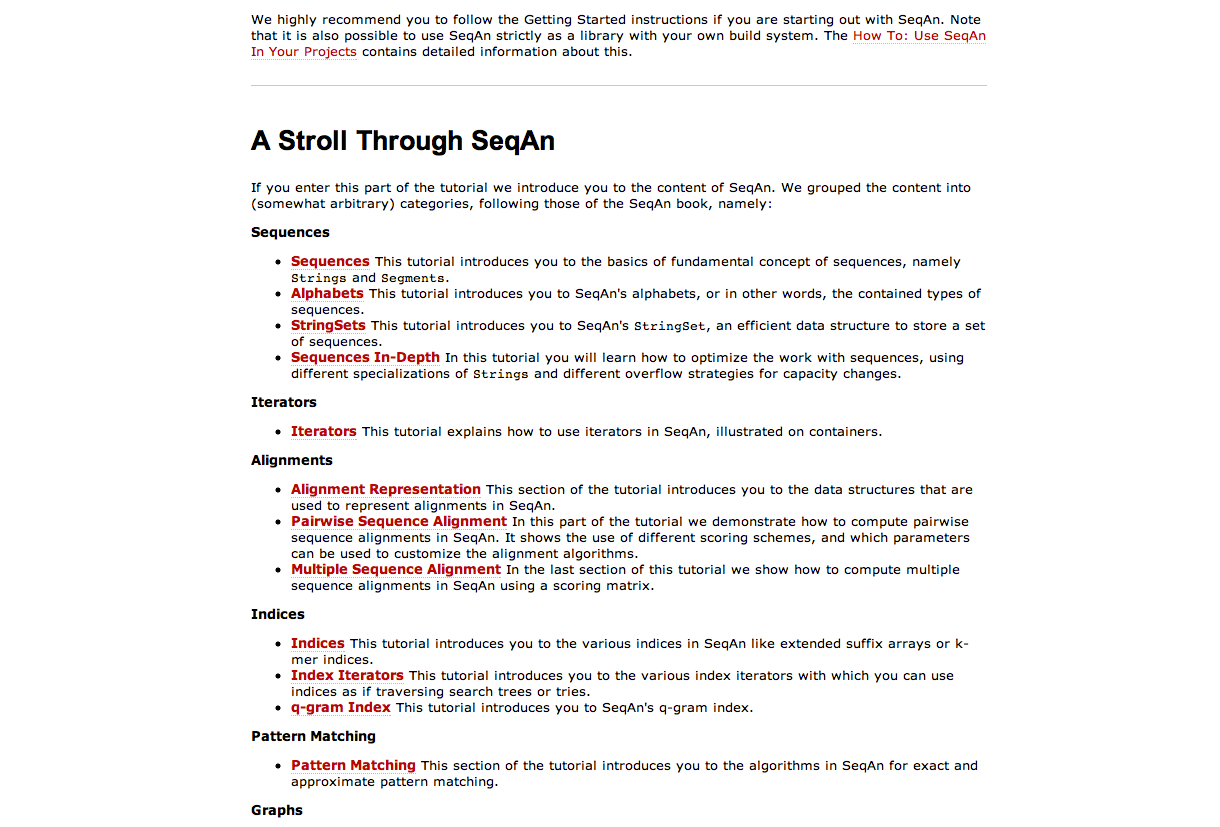 We highly recommend you to follow the Getting Started instructions if you are starting out with SeqAn. Note
that it is also possible to use SeqAn strictly as a library with your own build system. The How To: Use SeqAn
In Your Projects contains detailed information about this.
A Stroll Through SeqAn
If you enter this part of the tutorial we introduce you to the content of SeqAn. We grouped the content into
(somewhat arbitrary) categories, following those of the SeqAn book, namely:
Sequences
• Sequences This tutorial introduces you to the basics of fundamental concept of sequences, namely
Strings and Segments.
• Alphabets This tutorial introduces you to SeqAn's alphabets, or in other words, the contained types of
sequences.
• StringSets This tutorial introduces you to SeqAn's StringSet, an efficient data structure to store a set
of sequences.
• Sequences In-Depth In this tutorial you will learn how to optimize the work with sequences, using
different specializations of Strings and different overflow strategies for capacity changes.
Iterators
• Iterators This tutorial explains how to use iterators in SeqAn, illustrated on containers.
Alignments
• Alignment Representation This section of the tutorial introduces you to the data structures that are
used to represent alignments in SeqAn.
• Pairwise Sequence Alignment In this part of the tutorial we demonstrate how to compute pairwise
sequence alignments in SeqAn. It shows the use of different scoring schemes, and which parameters
can be used to customize the alignment algorithms.
• Multiple Sequence Alignment In the last section of this tutorial we show how to compute multiple
sequence alignments in SeqAn using a scoring matrix.
Indices
• Indices This tutorial introduces you to the various indices in SeqAn like extended suffix arrays or k-
mer indices.
• Index Iterators This tutorial introduces you to the various index iterators with which you can use
indices as if traversing search trees or tries.
• q-gram Index This tutorial introduces you to SeqAn's q-gram index.
Pattern Matching
• Pattern Matching This section of the tutorial introduces you to the algorithms in SeqAn for exact and
approximate pattern matching.
Graphs